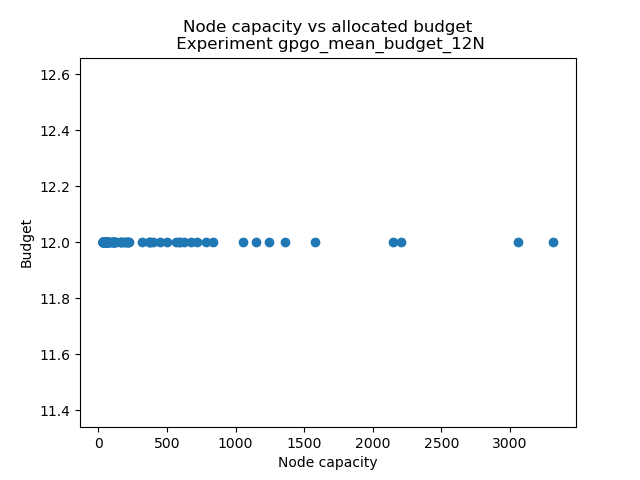 Node capacity vs allocated budget
Experiment gpgo_mean_budget_12N
12.6
12.4
12.2
12.0
11.8
11.6
11.4
Budget
0 500 1000 1500 2000 2500 3000
Node capacity